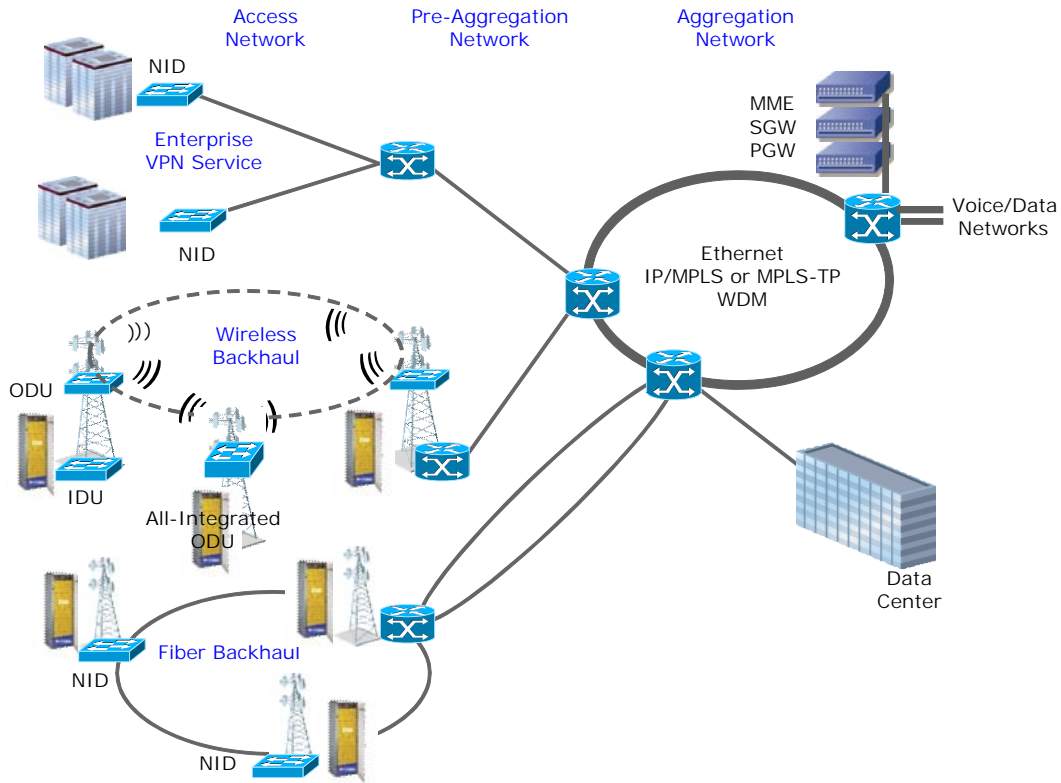 Access
Network
Pre-Aggregation
Network
Aggregation
Network
NID
MME
SGW
PGW
Enterprise
VPN Service
Voice/Data
Networks
NID
Ethernet
IP/MPLS or MPLS-TP
WDM
Wireless
Backhaul
ODU
IDU
All-Integrated
ODU
Data
Center
Fiber Backhaul
NID
NID